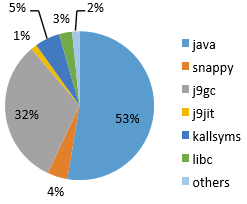 5%
2%
3%
1%
java
snappy
32%
53%
j9gc
j9jit
kallsyms
libc
4%
others